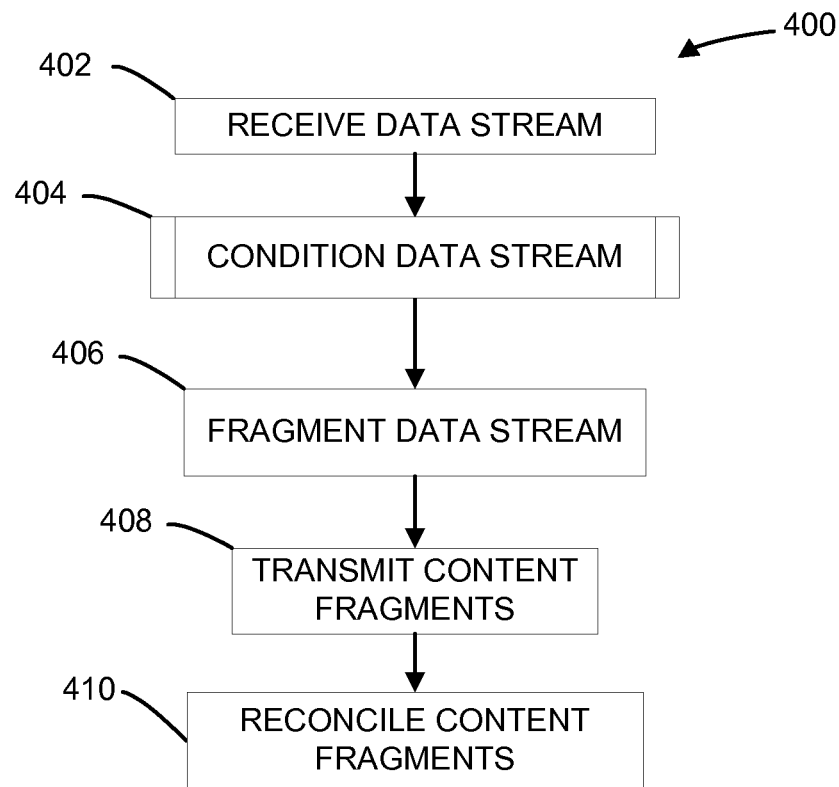 400
402
RECEIVE DATA STREAM
404
CONDITION DATA STREAM
406
FRAGMENT DATA STREAM
408
TRANSMIT CONTENT
FRAGMENTS
410
RECONCILE CONTENT
FRAGMENTS